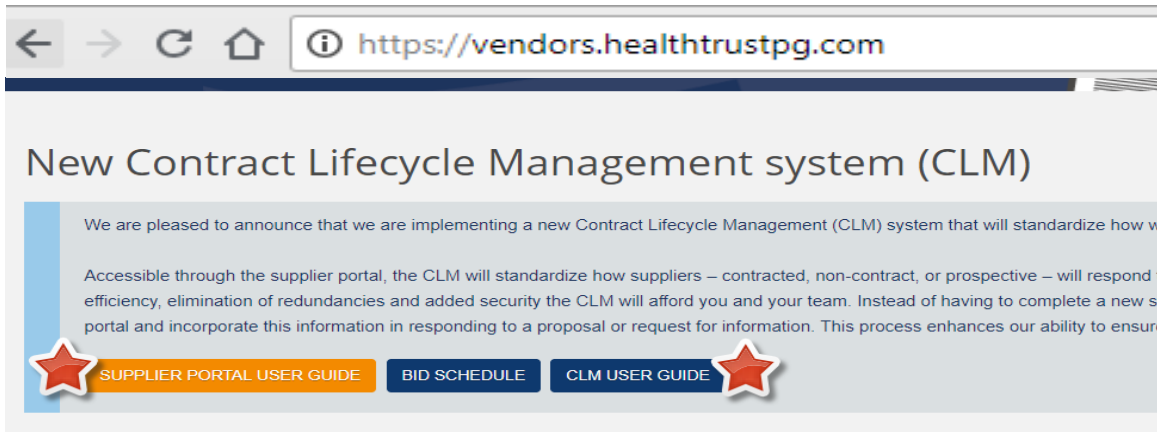 https://vendors.healthtrustpg.com
New Contract Lifecycle Management system (CLM)
We are pleased to announce that we are implementing a new Contract Lifecycle Management (CLM) system that will standardize how w
Accessible through the supplier portal, the CLM will standardize how suppliers – contracted, non-contract, or prospective – will respond
efficiency, elimination of redundancies and added security the CLM will afford you and your team. Instead of having to complete a new s
portal and incorporate this information in responding to a proposal or request for information. This process enhances our ability to ensur
SUPPLIER PORTAL USER GUIDE BID SCHEDULE CLM USER GUIDE